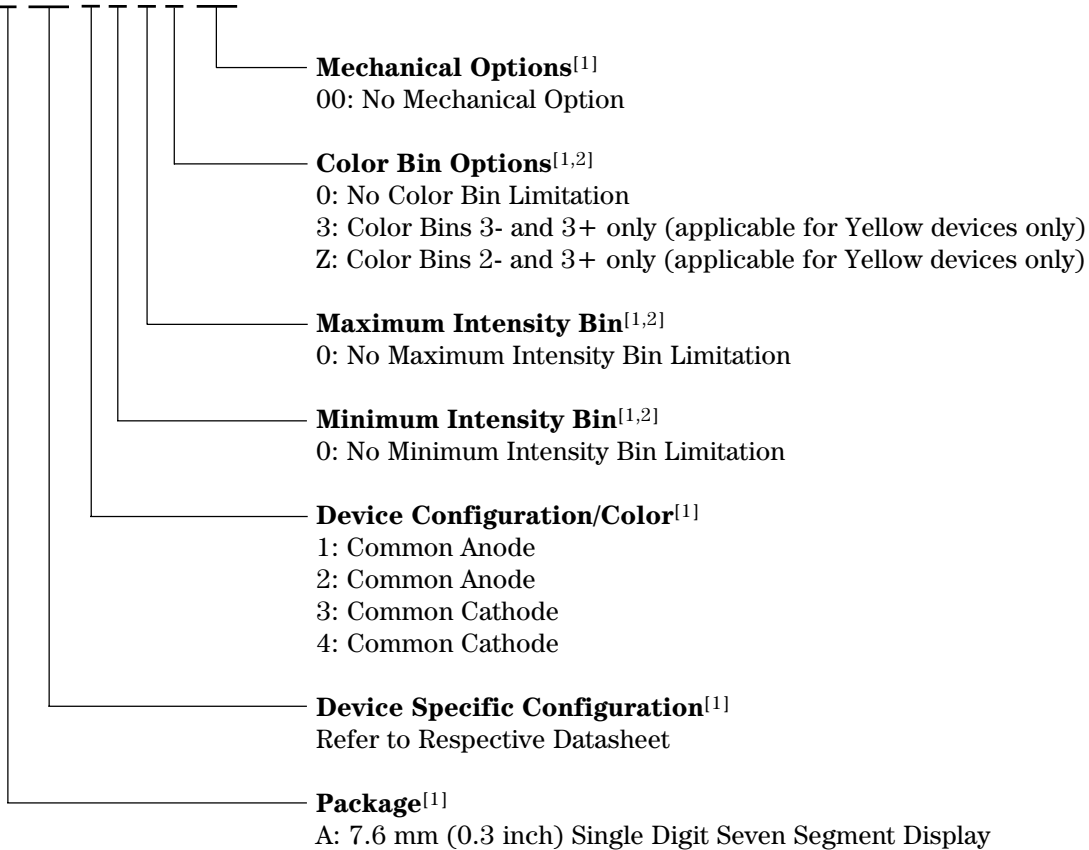 Mechanical Options[1]
00: No Mechanical Option
Color Bin Options[1,2]
0: No Color Bin Limitation
3: Color Bins 3- and 3+ only (applicable for Yellow devices only)
Z: Color Bins 2- and 3+ only (applicable for Yellow devices only)
Maximum Intensity Bin[1,2]
0: No Maximum Intensity Bin Limitation
Minimum Intensity Bin[1,2]
0: No Minimum Intensity Bin Limitation
Device Configuration/Color[1]
1: Common Anode
2: Common Anode
3: Common Cathode
4: Common Cathode
Device Specific Configuration[1]
Refer to Respective Datasheet
Package[1]
A: 7.6 mm (0.3 inch) Single Digit Seven Segment Display